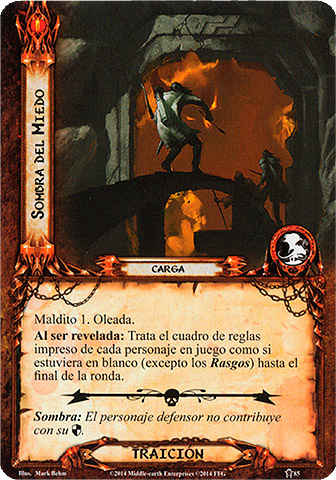 SOMBRA DEL MIEDO
CARGA
Maldito 1. Oleada.
Al ser revelada: Trata el cuadro de reglas
impreso de cada personaje en juego como si
estuviera en blanco (excepto los Rasgos) hasta el
final de la ronda.
Sombra: El personaje defensor no contribuye
con su .
TRAICIÓN
Illus. Mark Behm
©2014 Middle-earth Enterprises ©2014 FFG
85